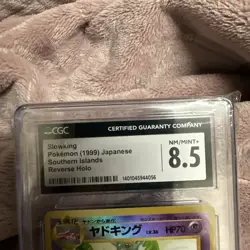 CGC
CERTIFIED GUARANTY COMPANY
Slowking
Pokémon (1999) Japanese
Southern Islands
Reverse Holo
NM/MINT+
8.5
ヤドキング
HP70